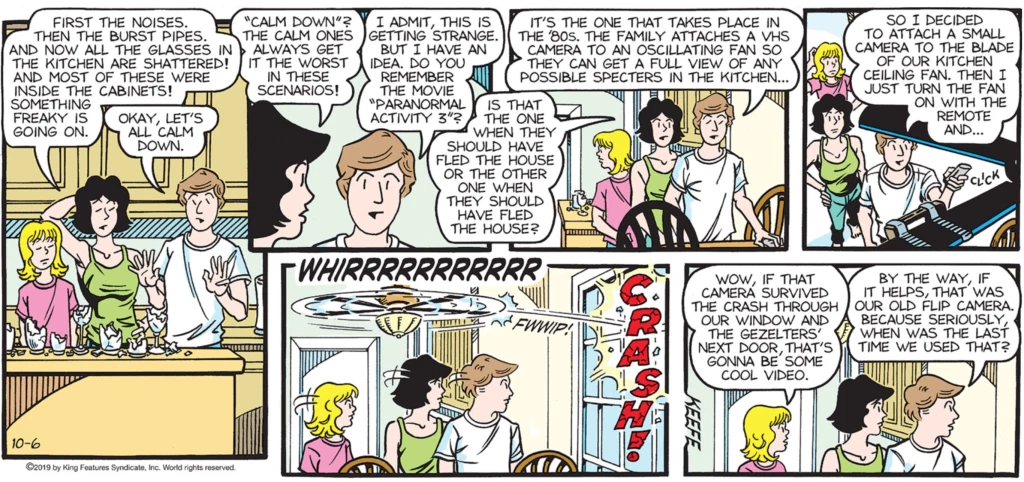 FIRST THE NOISES.
THEN THE BURST PIPES.
AND NOW ALL THE GLASSES IN
THE KITCHEN ARE SHATTERED!
AND MOST OF THESE WERE
INSIDE THE CABINETS!
SOMETHING
FREAKY IS
GOING ON.
OKAY, LET'S
ALL CALM
DOWN.
10-6
©2019 by King Features Syndicate, Inc. World rights reserved.
"CALM DOWN"?
THE CALM ONES
ALWAYS GET
IT THE WORST
IN THESE
SCENARIOS!
I ADMIT, THIS IS
GETTING STRANGE.
BUT I HAVE AN
IDEA. DO YOU
REMEMBER
THE MOVIE
"PARANORMAL
ACTIVITY 3"?
IS THAT
THE ONE
WHEN THEY
SHOULD HAVE
FLED THE HOUSE
OR THE OTHER
ONE WHEN
THEY SHOULD
HAVE FLED
THE HOUSE?
IT'S THE ONE THAT TAKES PLACE IN
THE '80S. THE FAMILY ATTACHES A VHS
CAMERA TO AN OSCILLATING FAN SO
THEY CAN GET A FULL VIEW OF ANY
POSSIBLE SPECTERS IN THE KITCHEN...
SO I DECIDED
TO ATTACH A SMALL
CAMERA TO THE BLADE
OF OUR KITCHEN
CEILING FAN. THEN I
JUST TURN THE FAN
ON WITH THE
REMOTE
AND...
CLICK
WHIRRRRRRRRRRRR
FWWIP!
CRASH!
WOW, IF THAT
CAMERA SURVIVED
THE CRASH THROUGH
OUR WINDOW AND
THE GEZELTERS'
NEXT DOOR, THAT'S
GONNA BE SOME
COOL VIDEO.
BY THE WAY, IF
IT HELPS, THAT WAS
OUR OLD FLIP CAMERA.
BECAUSE SERIOUSLY,
WHEN WAS THE LAST
TIME WE USED THAT?